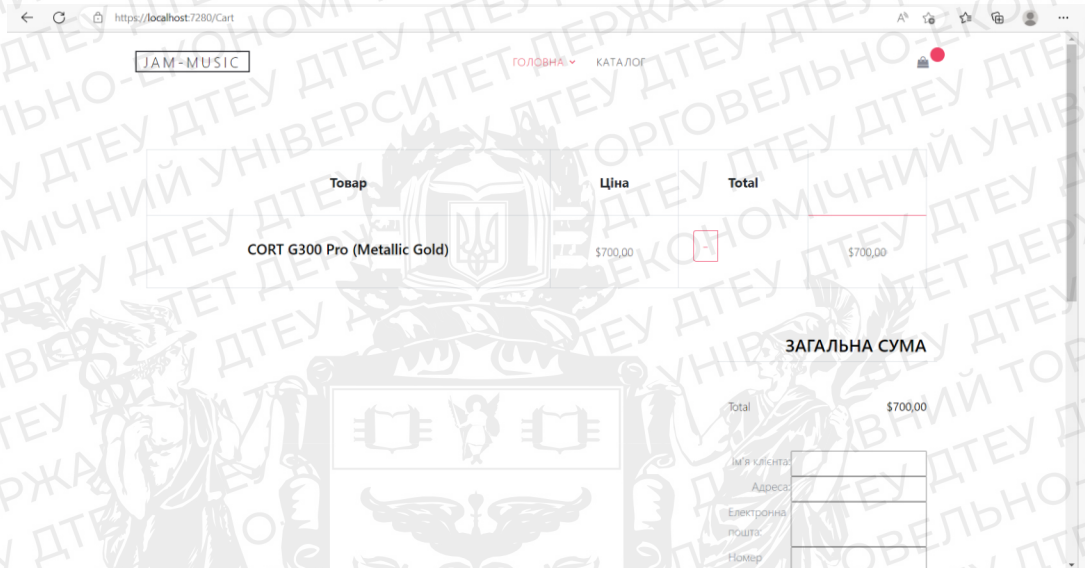 https://localhost:7280/Cart
JAM-MUSIC
ГОЛОВНА КАТАЛОГ
Товар Ціна Total
CORT G300 Pro (Metallic Gold) $700,00 - $700,00
ЗАГАЛЬНА СУМА
Total $700,00
Ім'я клієнта:
Адреса:
Електронна
пошта:
Номер